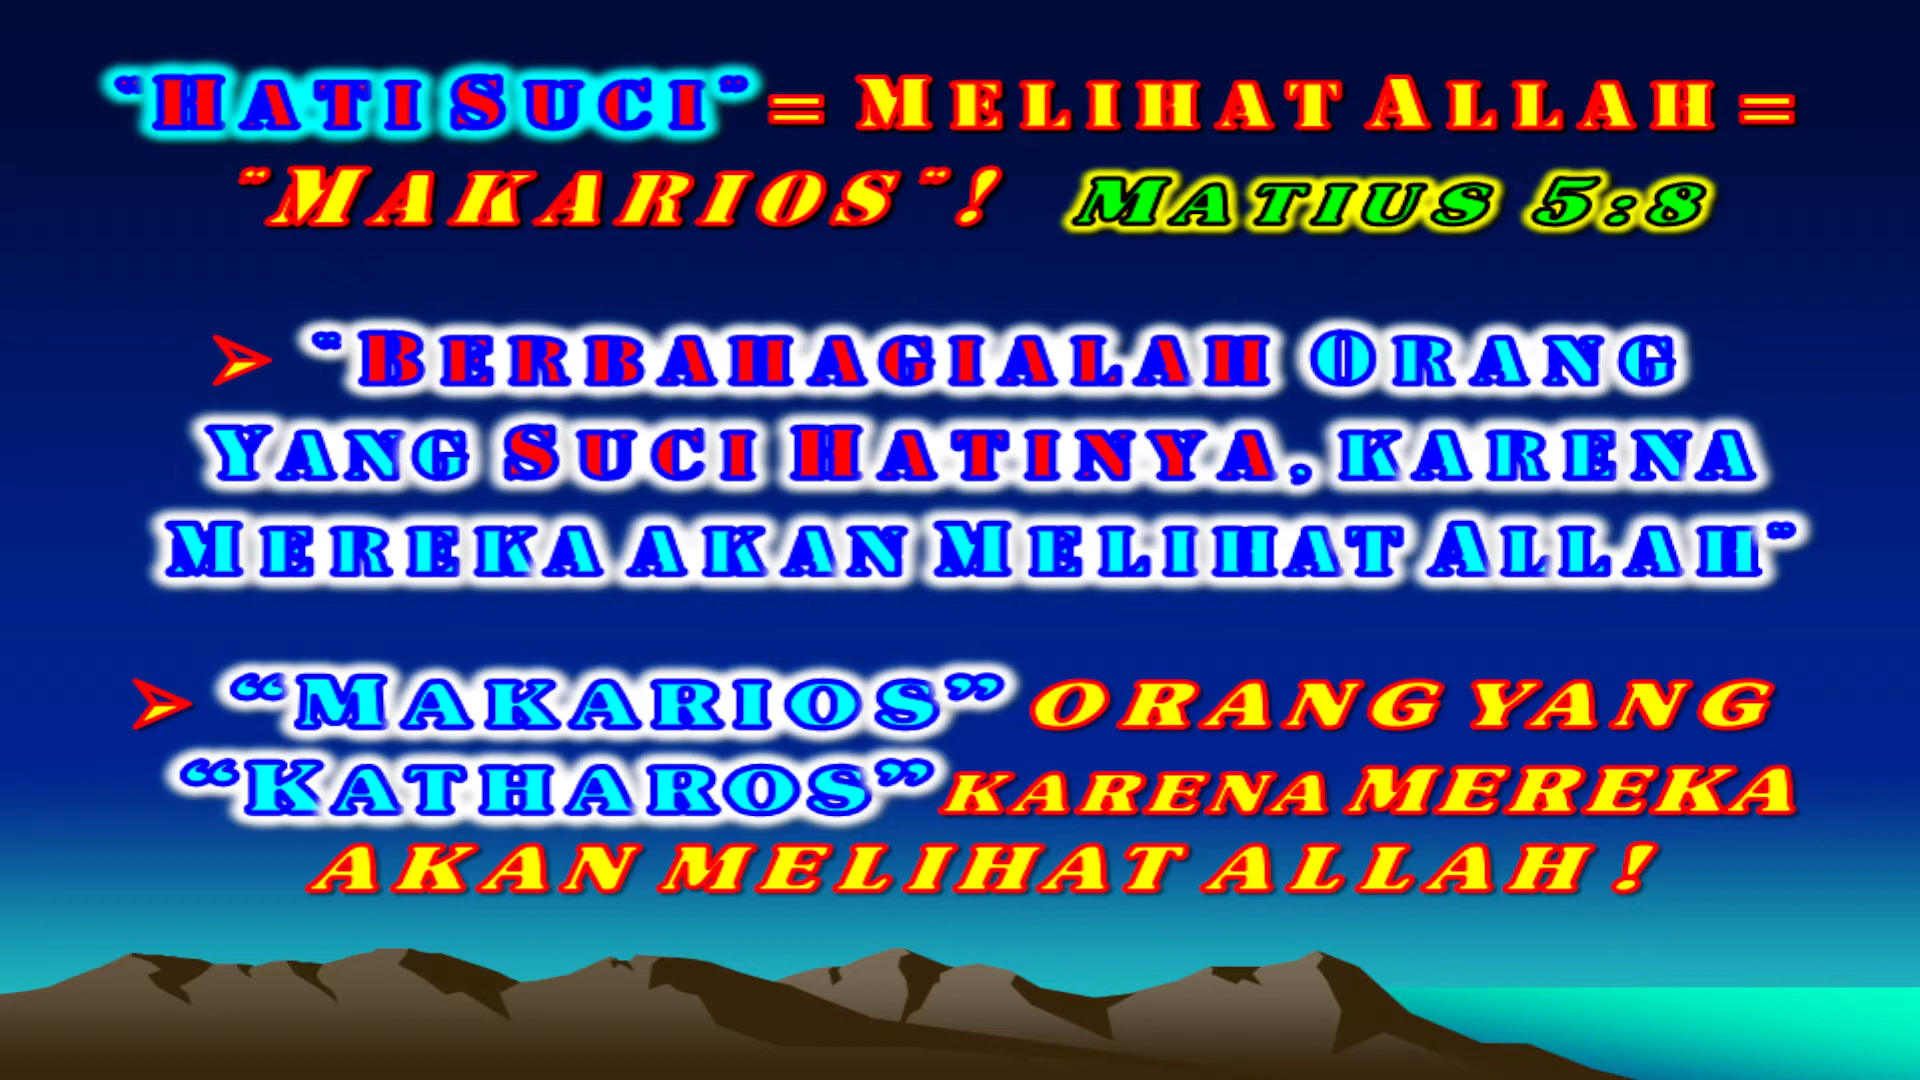 “Hati Suci” = Melihat Allah =
“Makarios”! Matius 5:8
➢ “Berbahagialah Orang
Yang Suci Hatinya, karena
Mereka akan Melihat Allah”
➢ “Makarios” orang yang
“Katharos” karena mereka
akan melihat Allah !